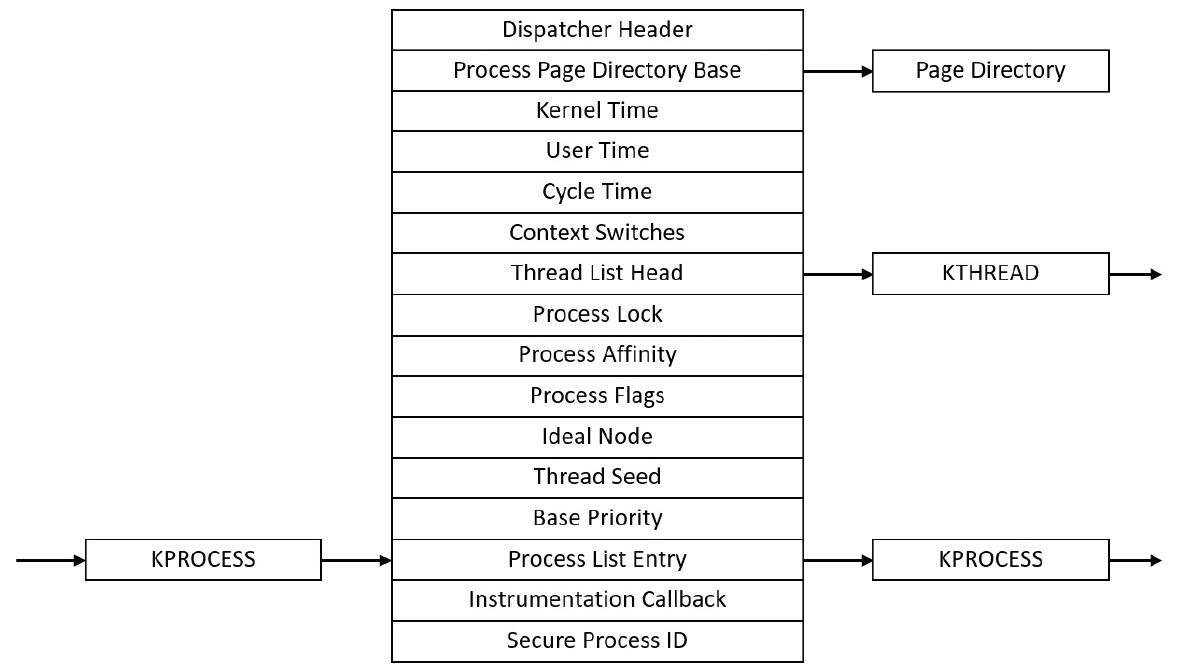 Dispatcher Header
Process Page Directory Base
Page Directory
Kernel Time
User Time
Cycle Time
Context Switches
Thread List Head
KTHREAD
Process Lock
Process Affinity
Process Flags
Ideal Node
Thread Seed
Base Priority
KPROCESS
Process List Entry
KPROCESS
Instrumentation Callback
Secure Process ID